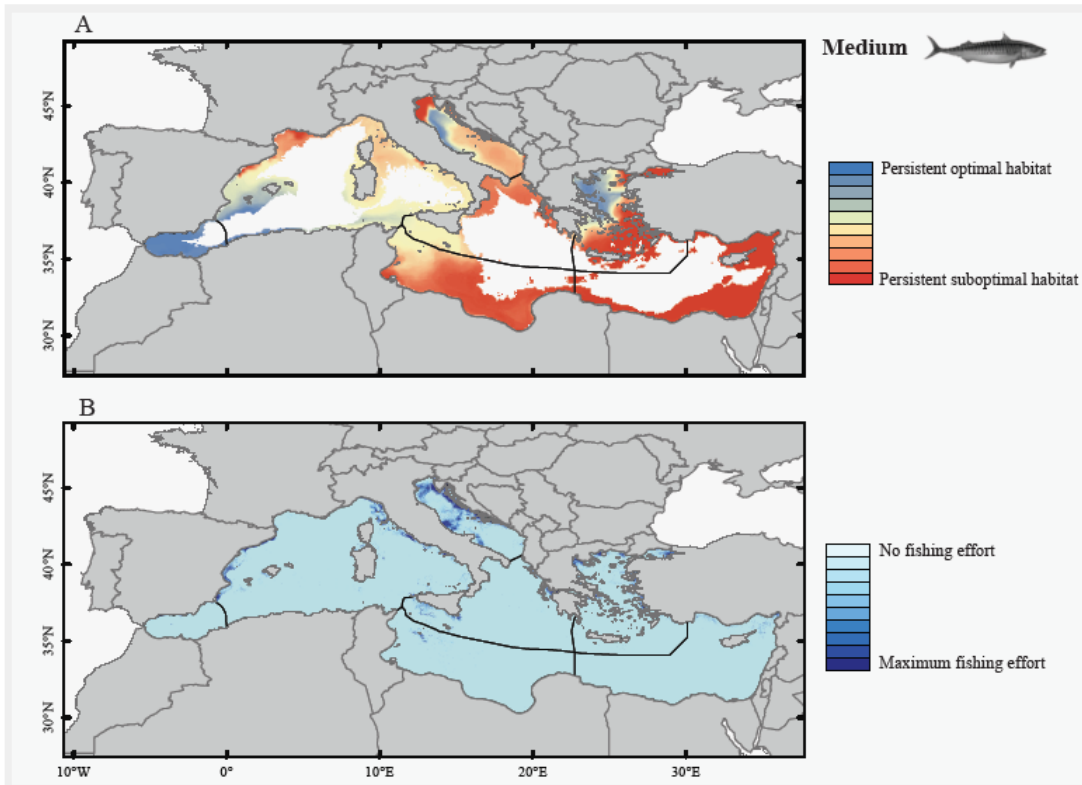 A
Medium
45°N
40°N
35°N
30°N
Persistent optimal habitat
Persistent suboptimal habitat
B
45°N
40°N
35°N
30°N
No fishing effort
Maximum fishing effort
10°W 0° 10°E 20°E 30°E